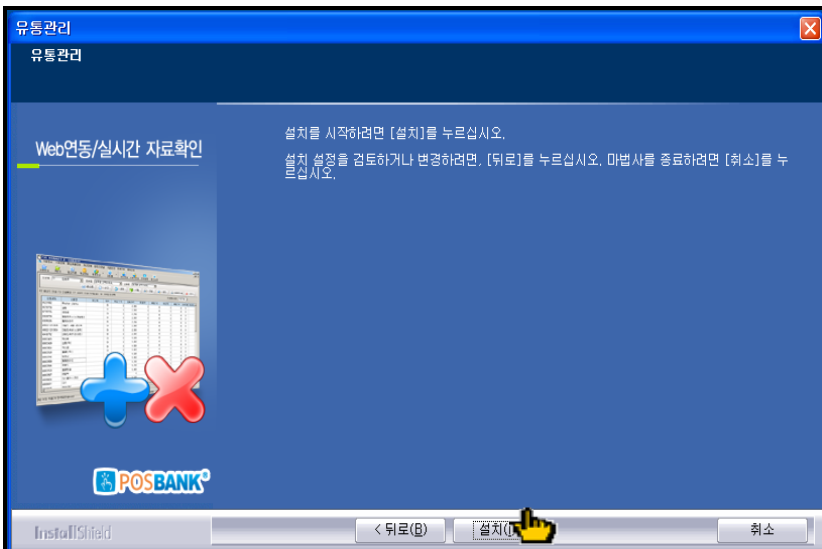 유통관리
유통관리
Web연동/실시간 자료확인
설치를 시작하려면 [설치]를 누르십시오.
설치 설정을 검토하거나 변경하려면, [뒤로]를 누르십시오. 마법사를 종료하려면 [취소]를 누
르십시오.
POSBANK®
InstallShield
< 뒤로(B)
설치(I
취소